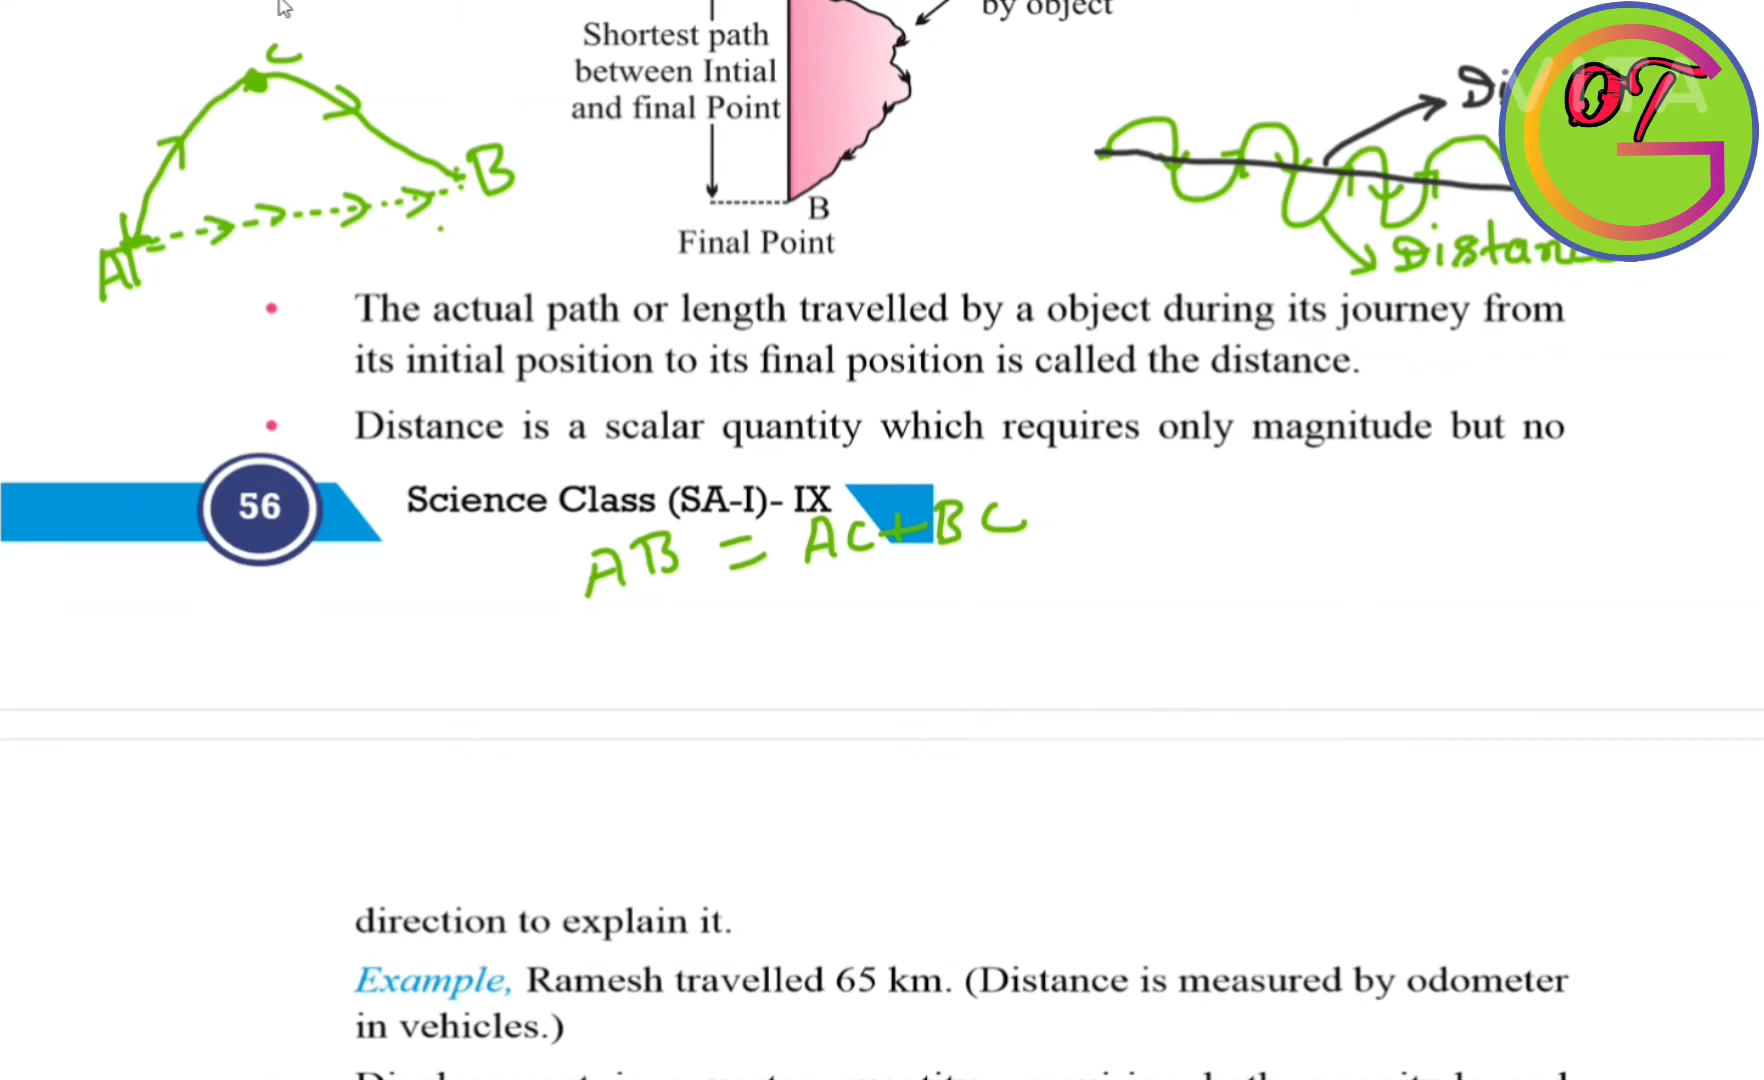 by object
Shortest path
between Intial
and final Point
C
B
A
B
Final Point
OT
G
Distan
The actual path or length travelled by a object during its journey from
its initial position to its final position is called the distance.
Distance is a scalar quantity which requires only magnitude but no
56
Science Class (SA-I)- IX
AB = AC+BC
direction to explain it.
Example, Ramesh travelled 65 km. (Distance is measured by odometer
in vehicles.)